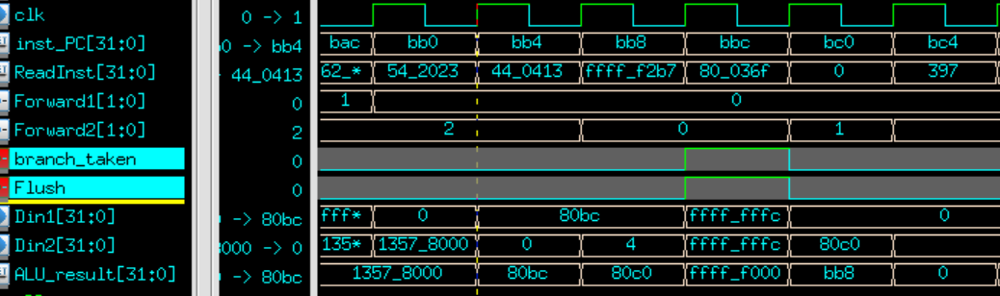 clk 0 -> 1
inst_PC[31:0] 0 -> bb4 bac bb0 bb4 bb8 bbc bc0 bc4
ReadInst[31:0] 44_0413 62_* 54_2023 44_0413 ffff_f2b7 80_036f 0 397
Forward1[1:0] 0 1 0
Forward2[1:0] 2 2 0 1
branch_taken 0
Flush 0
Din1[31:0] -> 80bc fff* 0 80bc ffff_fffc 0
Din2[31:0] 000 -> 0 135* 1357_8000 0 4 ffff_fffc 80c0
ALU_result[31:0] -> 80bc 1357_8000 80bc 80c0 ffff_f000 bb8 0